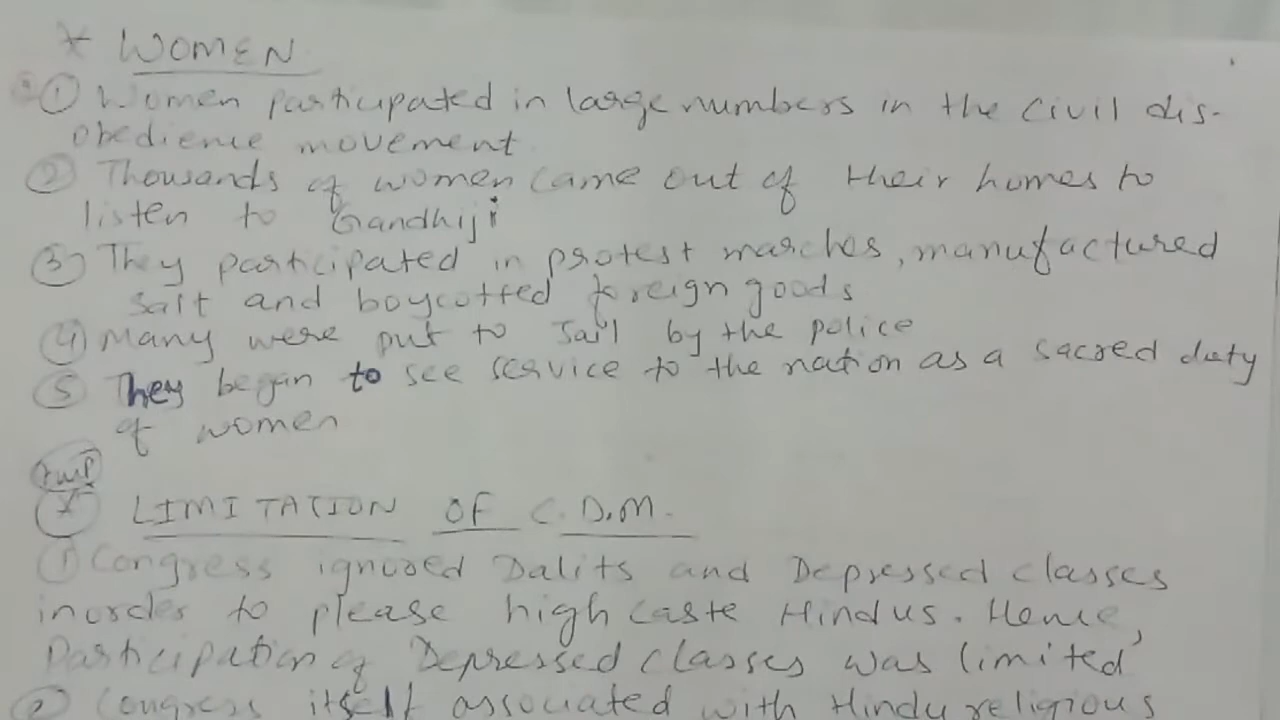 * WOMEN
① Women participated in large numbers in the civil dis-
obedience movement
② Thousands of women came out of their homes to
listen to Gandhiji
③ They participated in protest marches, manufactured
salt and boycotted foreign goods
④ Many were put to Jail by the police
⑤ They began to see service to the nation as a sacred duty
of women
* LIMITATION OF C.D.M.
① Congress ignored Dalits and Depressed classes
inorder to please high caste Hindus. Hence,
Participation of Depressed classes was limited
② Congress itself associated with Hindu religious